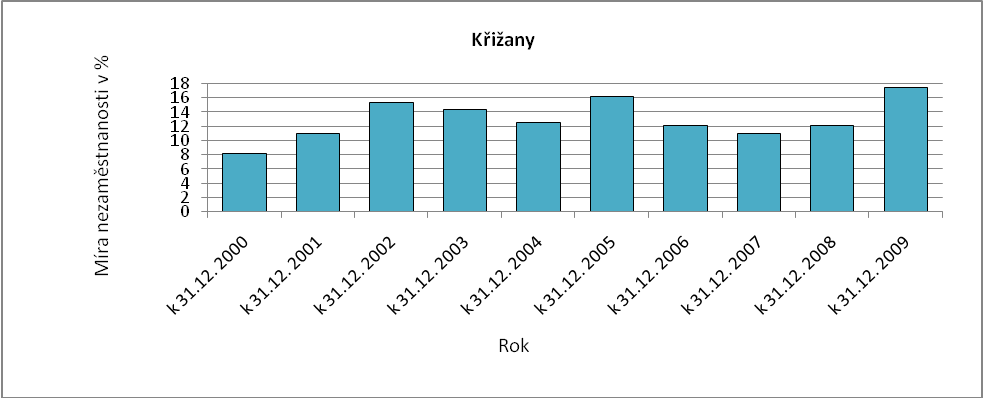 Křižany
Míra nezaměstnanosti v %
18
16
14
12
10
8
6
4
2
0
k 31.12. 2000
k 31.12. 2001
k 31.12. 2002
k 31.12. 2003
k 31.12. 2004
k 31.12. 2005
k 31.12. 2006
k 31.12. 2007
k 31.12. 2008
k 31.12. 2009
Rok